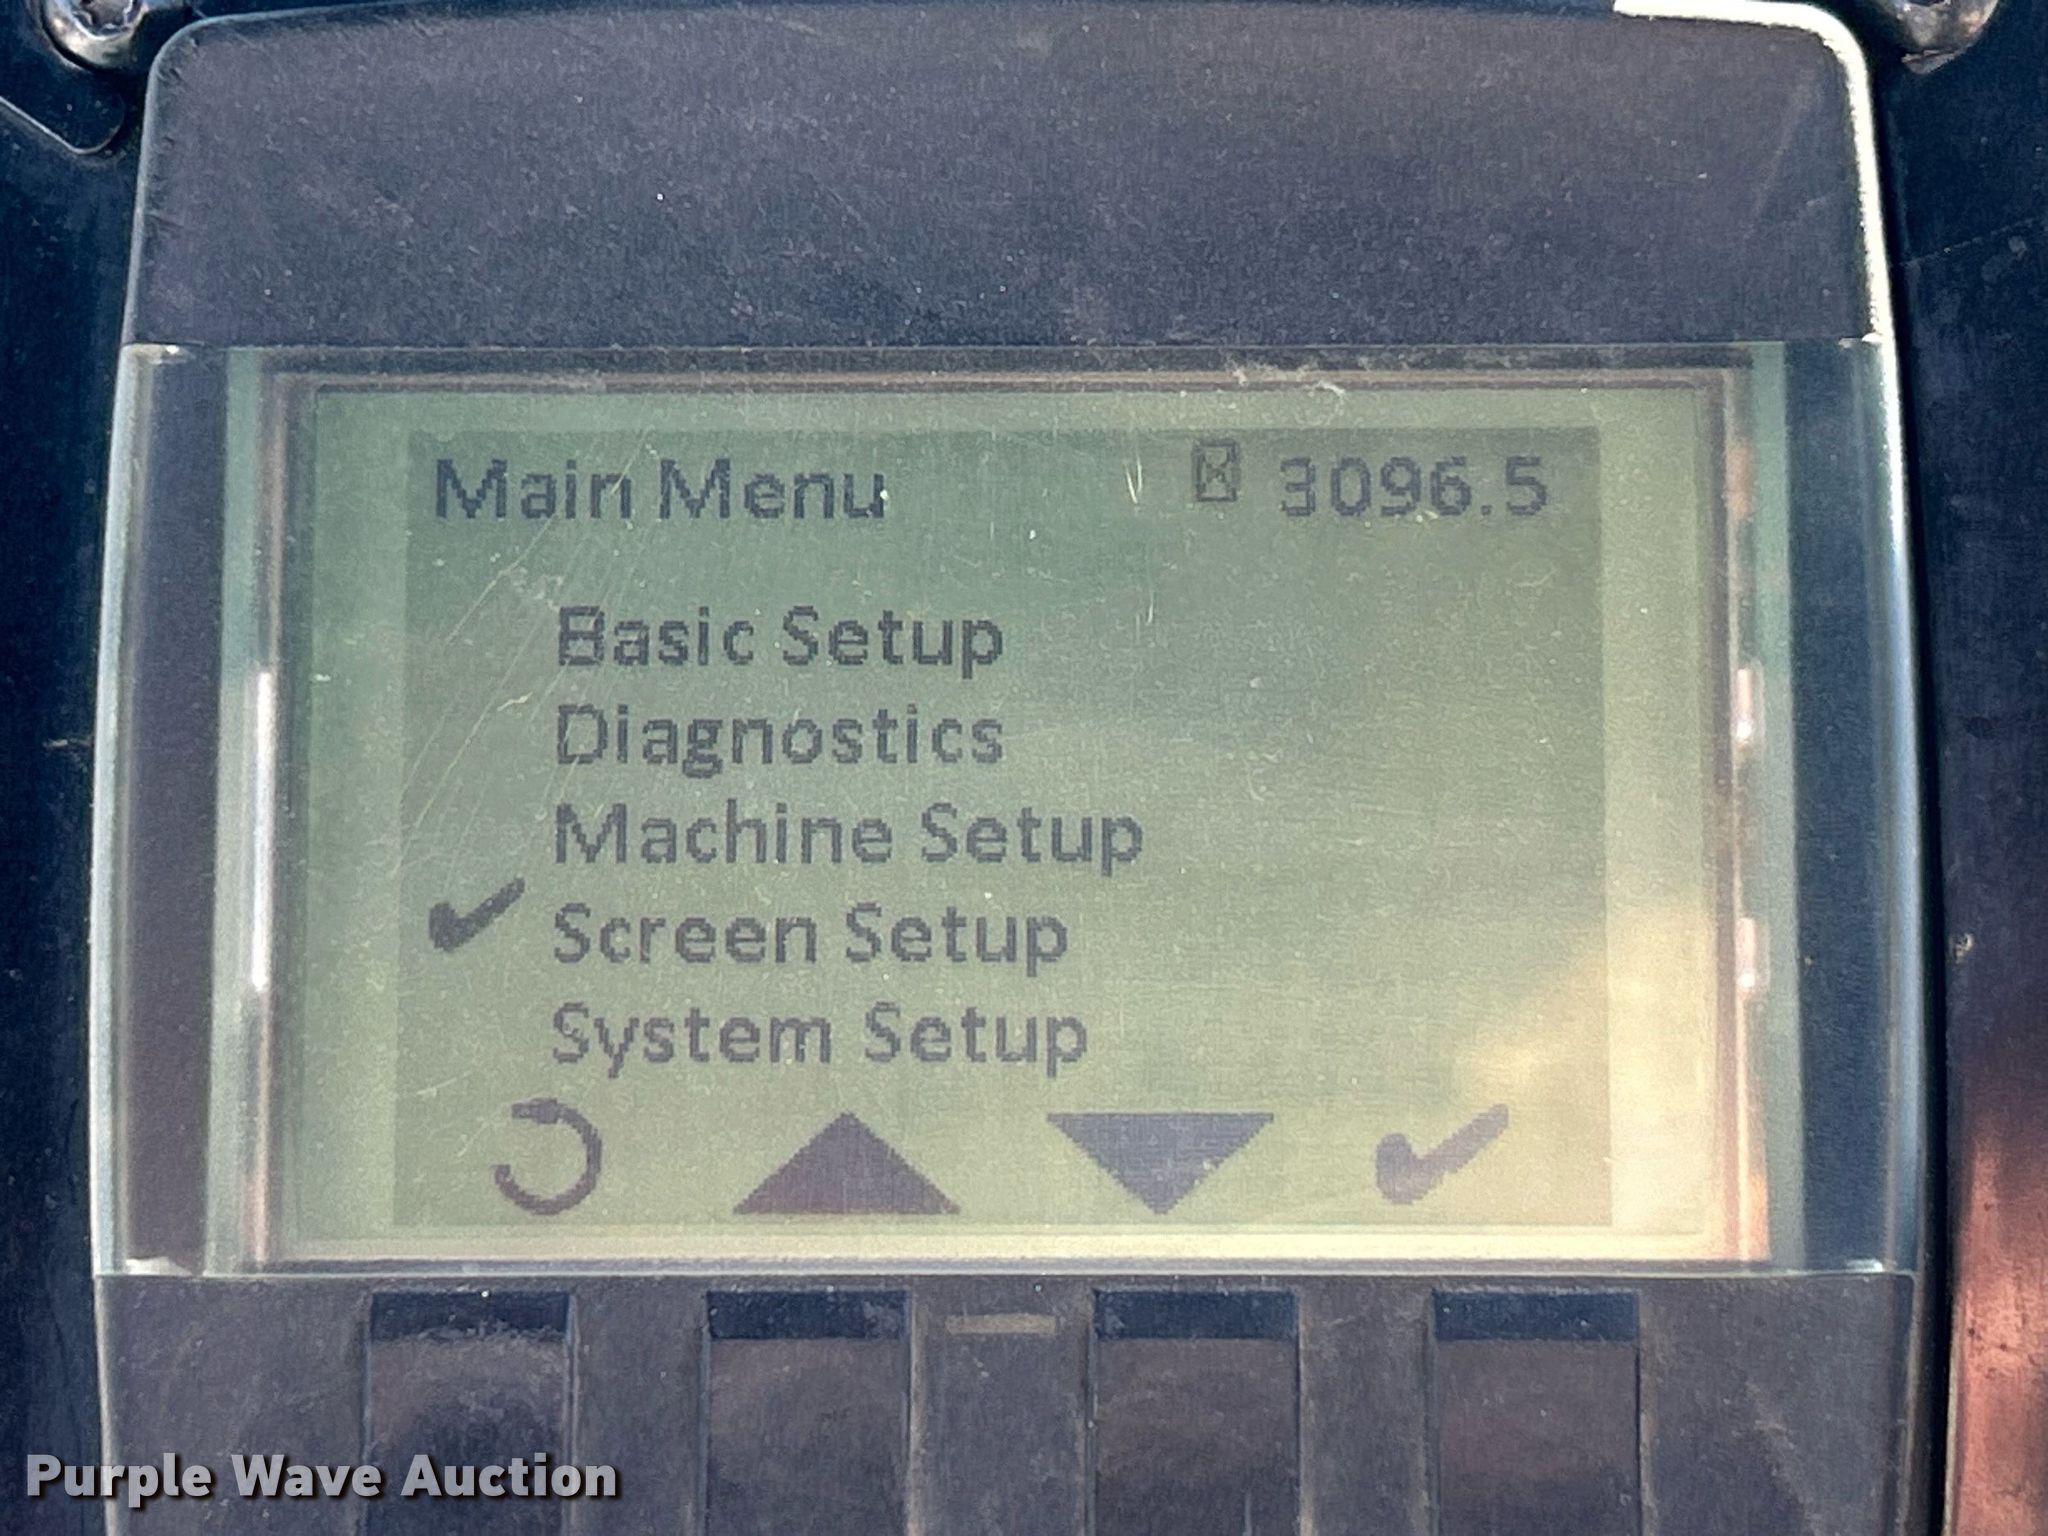 Main Menu 3096.5
Basic Setup
Diagnostics
Machine Setup
Screen Setup
System Setup
Purple Wave Auction